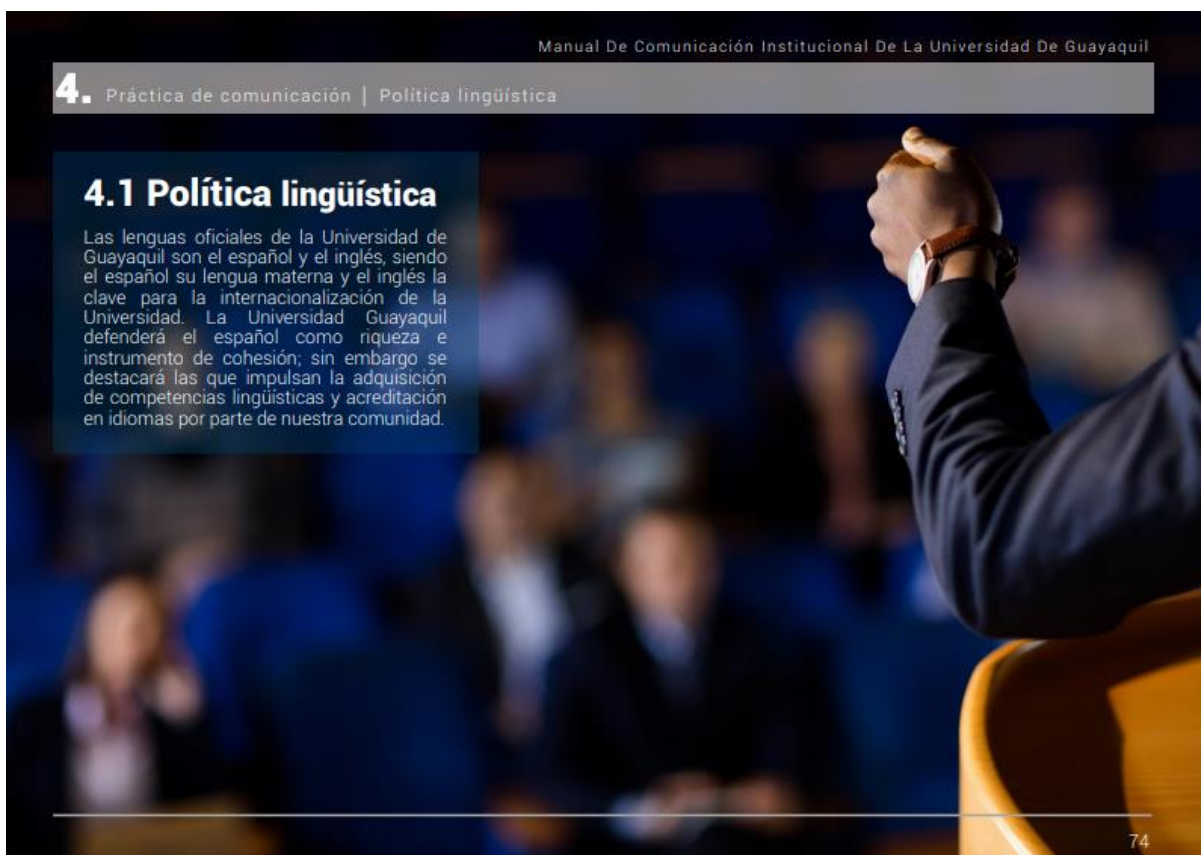 Manual De Comunicación Institucional De La Universidad De Guayaquil
4. Práctica de comunicación | Política lingüística
4.1 Política lingüística
Las lenguas oficiales de la Universidad de
Guayaquil son el español y el inglés, siendo
el español su lengua materna y el inglés la
clave para la internacionalización de la
Universidad. La Universidad Guayaquil
defenderá el español como riqueza e
instrumento de cohesión; sin embargo se
destacará las que impulsan la adquisición
de competencias lingüísticas y acreditación
en idiomas por parte de nuestra comunidad.
74